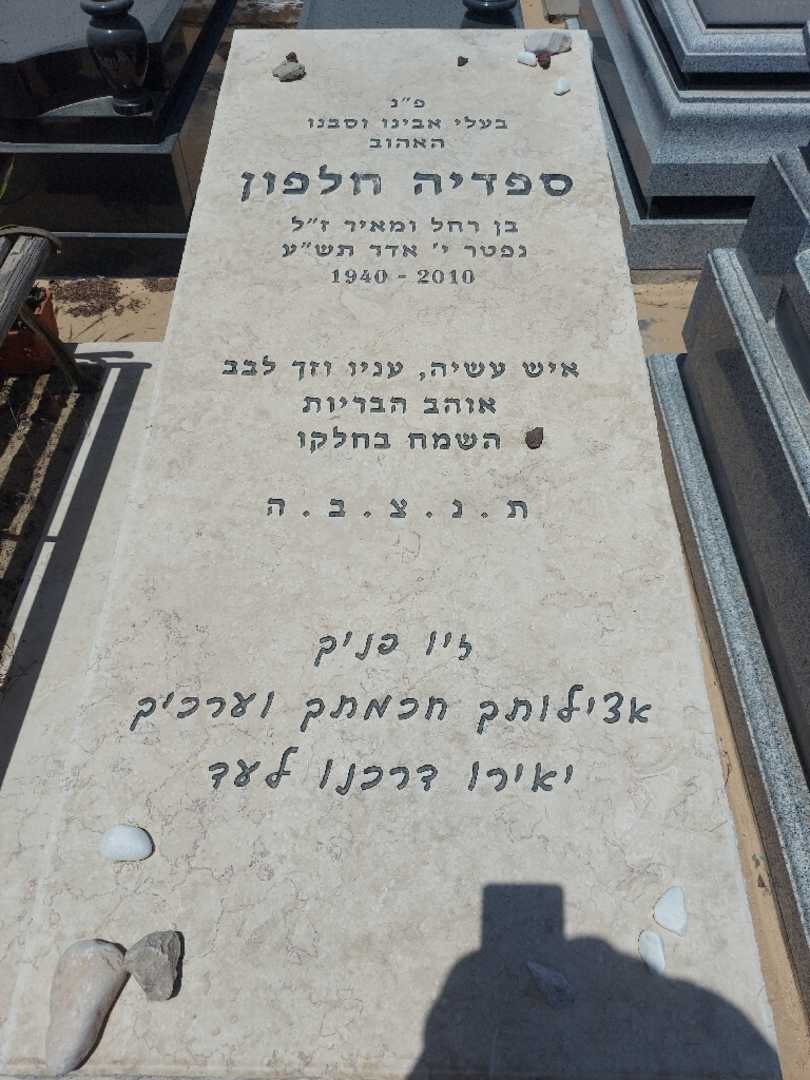 פ"נ
בעלי אבינו וסבנו
האהוב
ספדיה חלפון
בן רחל ומאיר ז"ל
נפטר י' אדר תש"ע
1940 - 2010
איש עשיה, עניו וזך לבב
אוהב הבריות
השמח בחלקו
ת . נ . צ . ב . ה
זיו פניך
אצילותך חכמתך וערכיך
יאירו דרכנו לעד